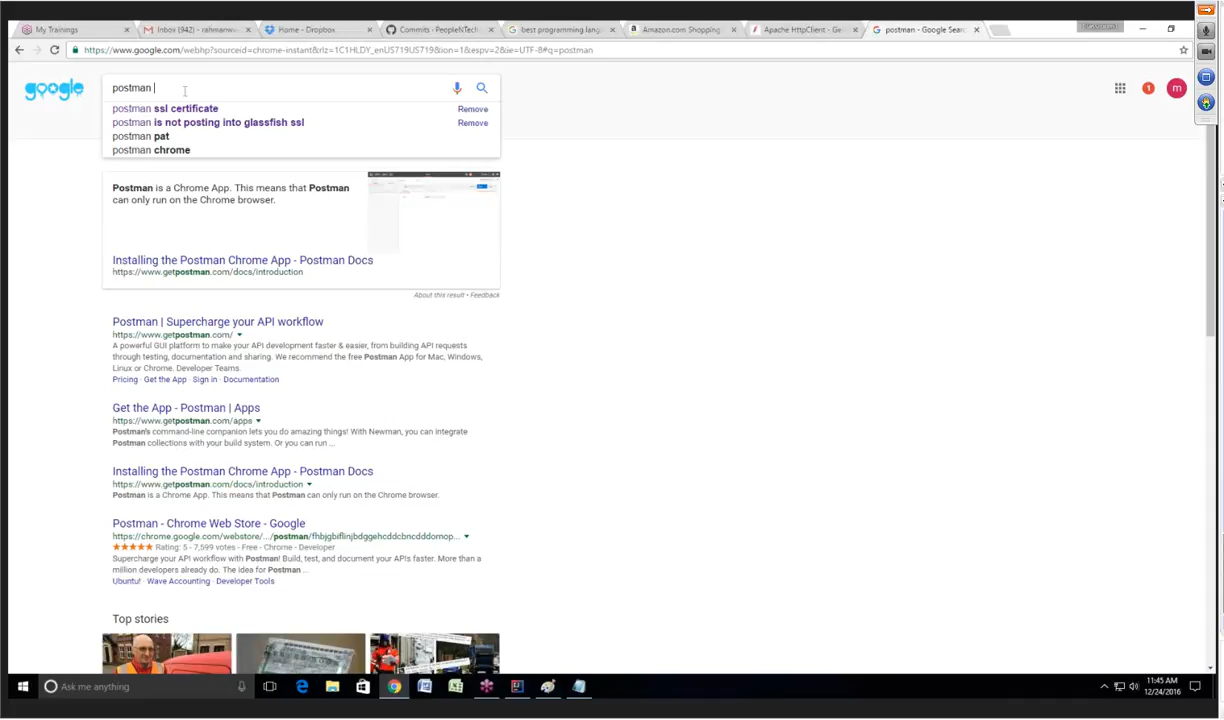 My Trainings
Inbox (942) - rahmanwv
Home - Dropbox
Commits · PeopleNTech
best programming lang
Amazon.com Shopping
Apache HttpClient - Ge
postman - Google Sear
https://www.google.com/webhp?sourceid=chrome-instant&rlz=1C1HLDY_enUS719US719&ion=1&espv=2&ie=UTF-8#q=postman
google
postman
1
m
postman ssl certificate
Remove
postman is not posting into glassfish ssl
Remove
postman pat
postman chrome
Postman is a Chrome App. This means that Postman
can only run on the Chrome browser.
Installing the Postman Chrome App - Postman Docs
https://www.getpostman.com/docs/introduction
About this result • Feedback
Postman | Supercharge your API workflow
https://www.getpostman.com/
A powerful GUI platform to make your API development faster & easier, from building API requests
through testing, documentation and sharing. We recommend the free Postman App for Mac, Windows,
Linux or Chrome. Developer Teams.
Pricing · Get the App · Sign in · Documentation
Get the App - Postman | Apps
https://www.getpostman.com/apps
Postman's command-line companion lets you do amazing things! With Newman, you can integrate
Postman collections with your build system. Or you can run ...
Installing the Postman Chrome App - Postman Docs
https://www.getpostman.com/docs/introduction
Postman is a Chrome App. This means that Postman can only run on the Chrome browser.
Postman - Chrome Web Store - Google
https://chrome.google.com/webstore/.../postman/fhbjgbiflinjbdggehcddcbncdddomop...
Rating: 5 - 7,599 votes - Free - Chrome - Developer
Supercharge your API workflow with Postman! Build, test, and document your APIs faster. More than a
million developers already do. The idea for Postman ...
Ubuntu! · Wave Accounting · Developer Tools
Top stories
Ask me anything
11:45 AM
12/24/2016